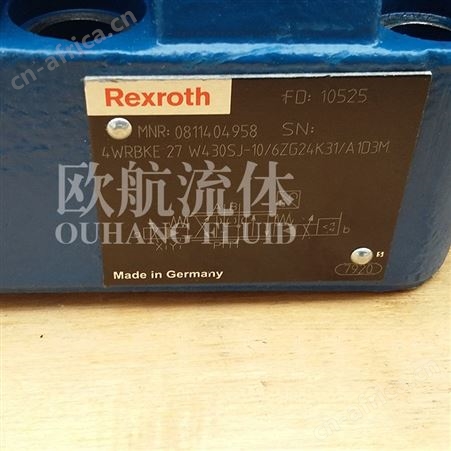 cn-africa.cn
Rexroth FD: 10525
MNR: 0811404958 SN:
4WRBKE 27 W430SJ-10/6ZG24K31/A1D3M
欧航流体
OUHANG FLUID
A B
b
X Y P T
Made in Germany
7920